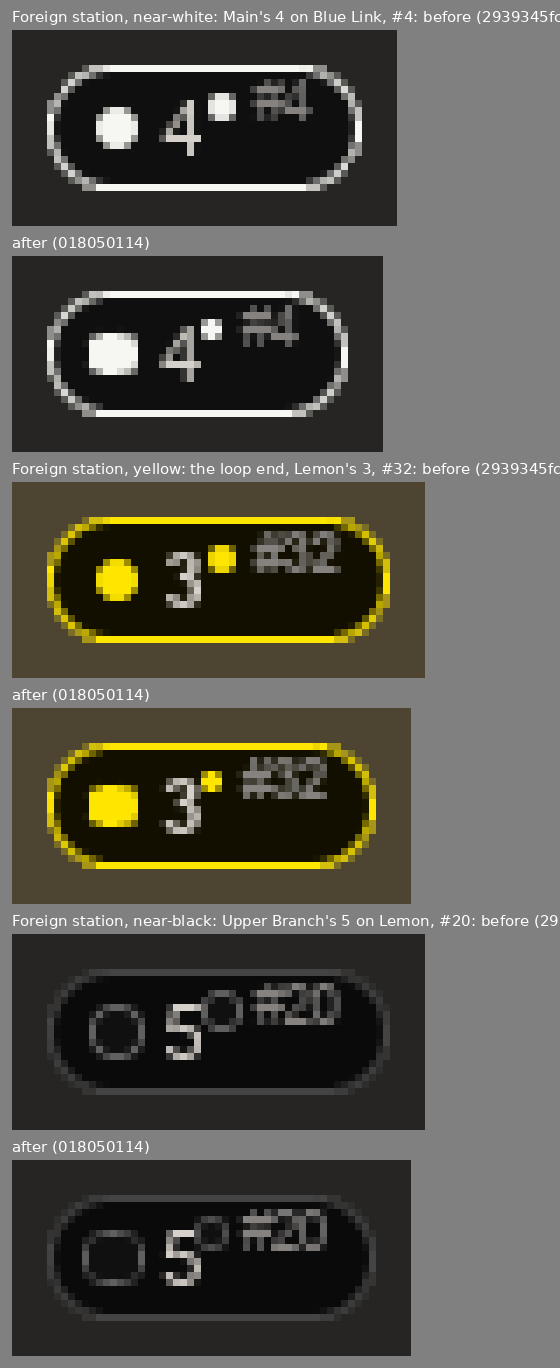 Foreign station, near-white: Main's 4 on Blue Link, #4: before (2939345fc
4 #4
after (018050114)
4 #4
Foreign station, yellow: the loop end, Lemon's 3, #32: before (2939345fc
3 #32
after (018050114)
3 #32
Foreign station, near-black: Upper Branch's 5 on Lemon, #20: before (29
5 #20
after (018050114)
5 #20